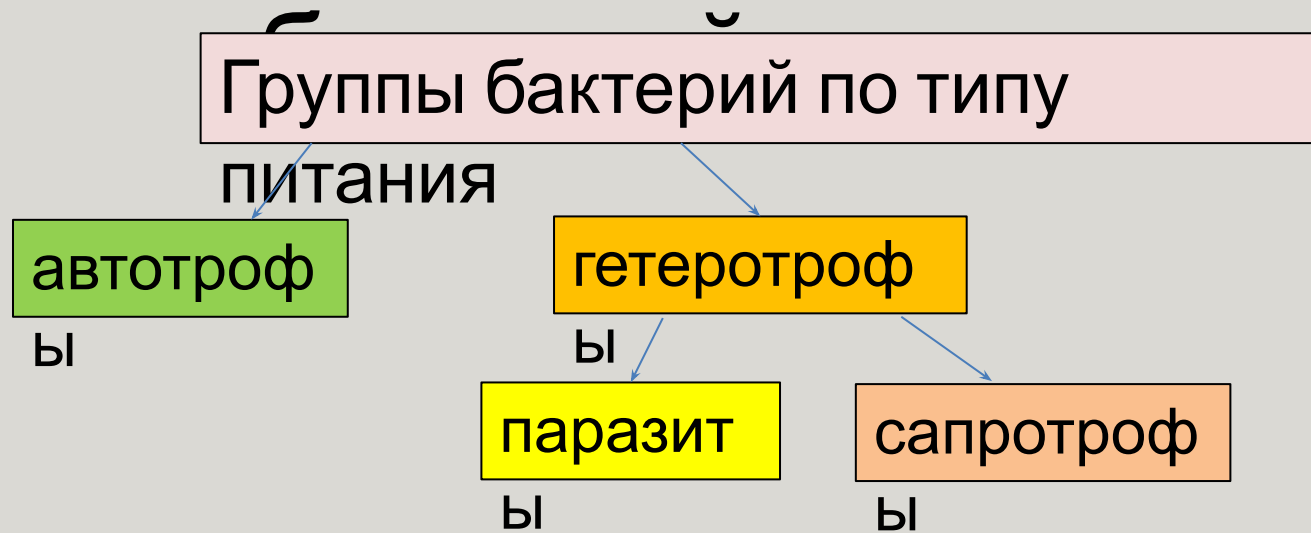 Группы бактерий по типу
питания
автотроф
ы
гетеротроф
ы
паразит
ы
сапротроф
ы